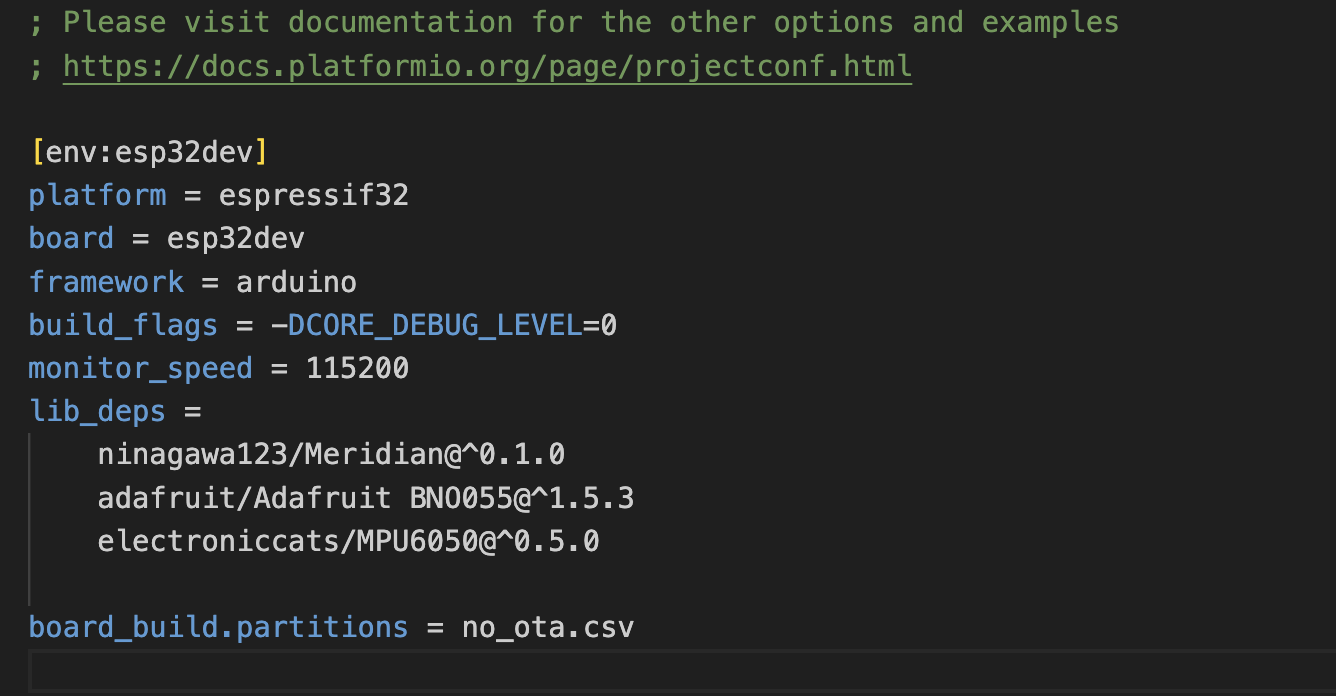 ; Please visit documentation for the other options and examples
; https://docs.platformio.org/page/projectconf.html
[env:esp32dev]
platform = espressif32
board = esp32dev
framework = arduino
build_flags = -DCORE_DEBUG_LEVEL=0
monitor_speed = 115200
lib_deps =
    ninagawa123/Meridian@^0.1.0
    adafruit/Adafruit BNO055@^1.5.3
    electroniccats/MPU6050@^0.5.0
board_build.partitions = no_ota.csv